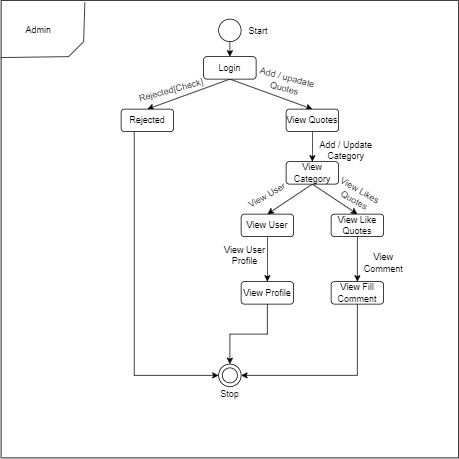 Admin
Start
Login
Rejected[Check]
Add / upadate
Quotes
Rejected
View Quotes
Add / Update
Category
View
Category
View User
View Likes
Quotes
View User
View Like
Quotes
View User
Profile
View
Comment
View Profile
View Fill
Comment
Stop